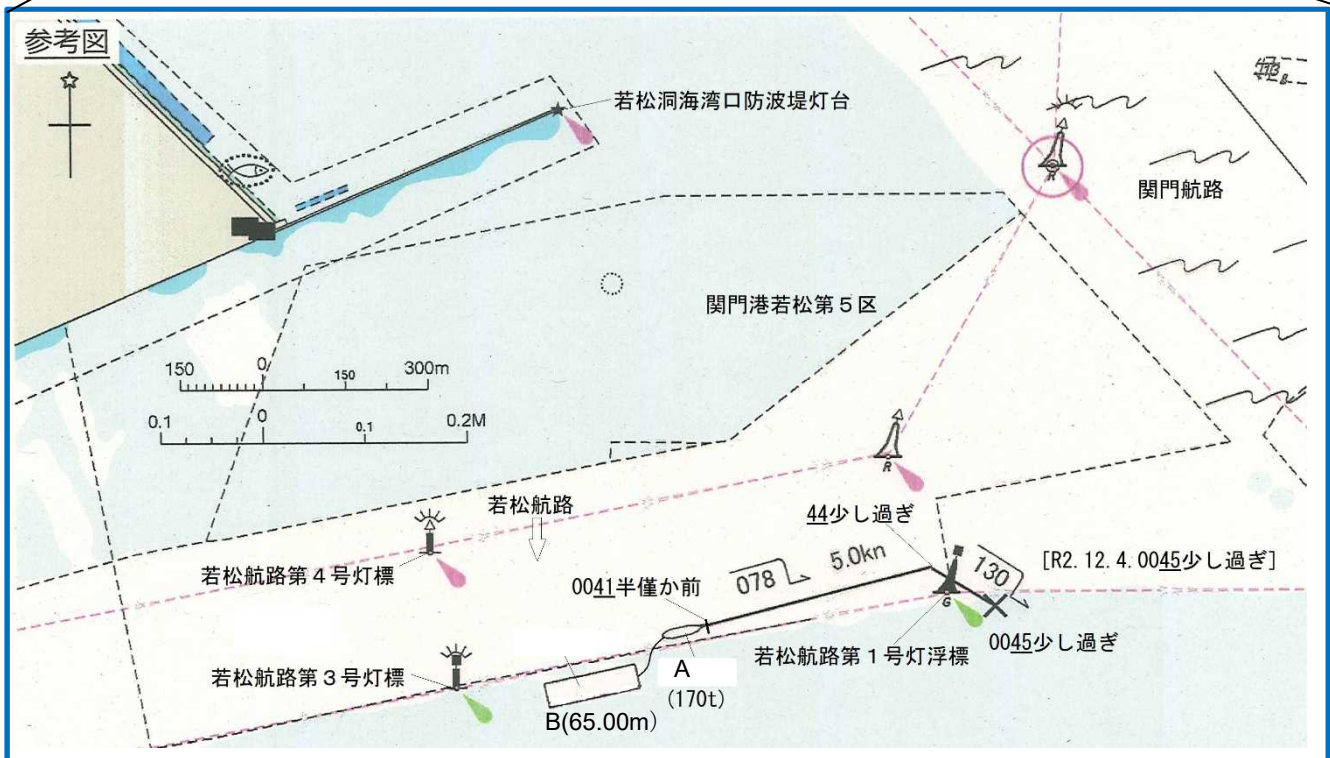 参考図
若松洞海湾口防波堤灯台
R
関門航路
関門港若松第5区
150 0 150 300m
0.1 0 0.1 0.2M
R
若松航路
44少し過ぎ
若松航路第4号灯標
0041半僅か前
078
5.0kn
130
[R2.12.4.0045少し過ぎ]
G
0045少し過ぎ
若松航路第3号灯標
若松航路第1号灯浮標
A
(170t)
B(65.00m)